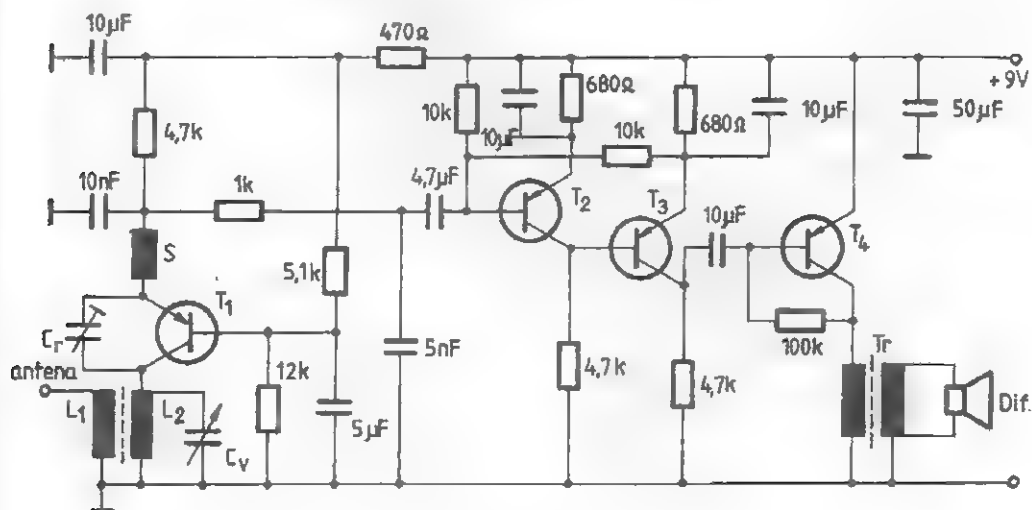 10µF
470Ω
+9V
4,7k
10k
10µF
680Ω
10k
680Ω
10µF
50µF
10nF
1k
4,7µF
T2
T3
10µF
T4
S
5,1k
T1
Cr
antena
L1
L2
Cv
12k
5µF
5nF
4,7k
4,7k
100k
Tr
Dif.